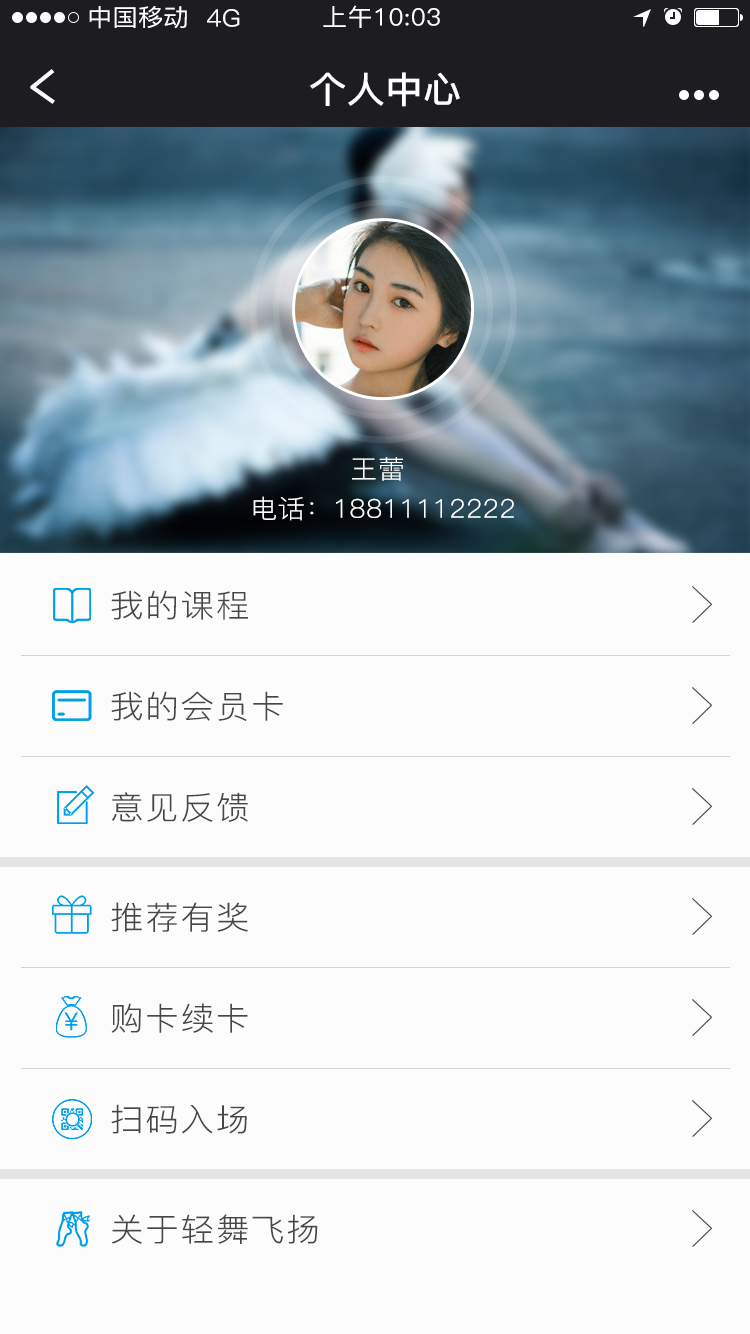 中国移动 4G 上午10:03
个人中心
王蕾
电话：18811112222
我的课程
我的会员卡
意见反馈
推荐有奖
购卡续卡
扫码入场
关于轻舞飞扬